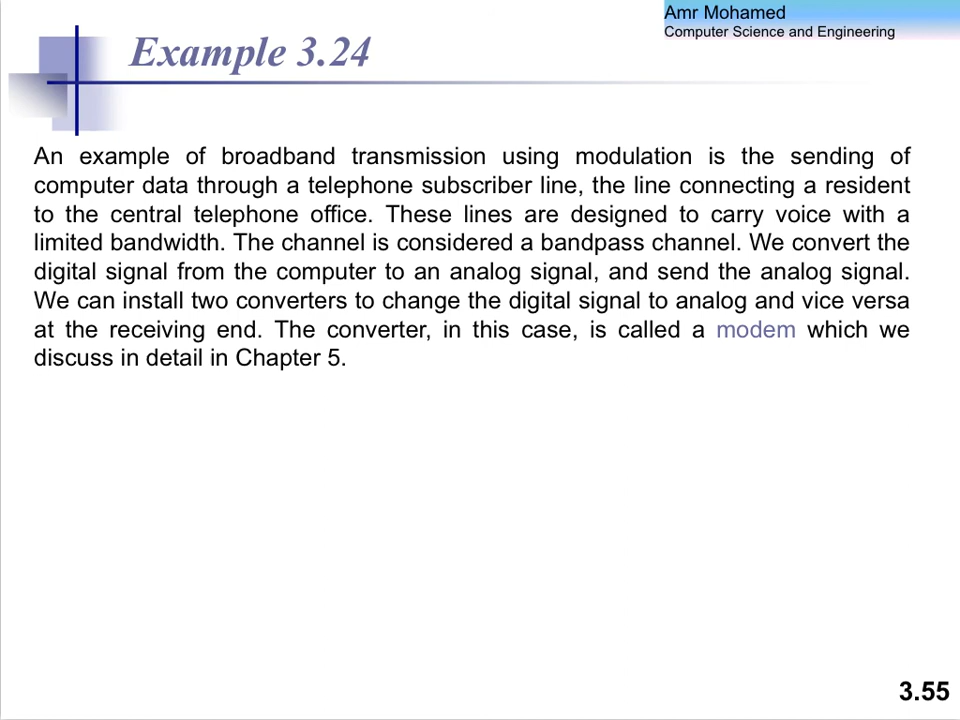 Amr Mohamed
Computer Science and Engineering
Example 3.24
An example of broadband transmission using modulation is the sending of
computer data through a telephone subscriber line, the line connecting a resident
to the central telephone office. These lines are designed to carry voice with a
limited bandwidth. The channel is considered a bandpass channel. We convert the
digital signal from the computer to an analog signal, and send the analog signal.
We can install two converters to change the digital signal to analog and vice versa
at the receiving end. The converter, in this case, is called a modem which we
discuss in detail in Chapter 5.
3.55